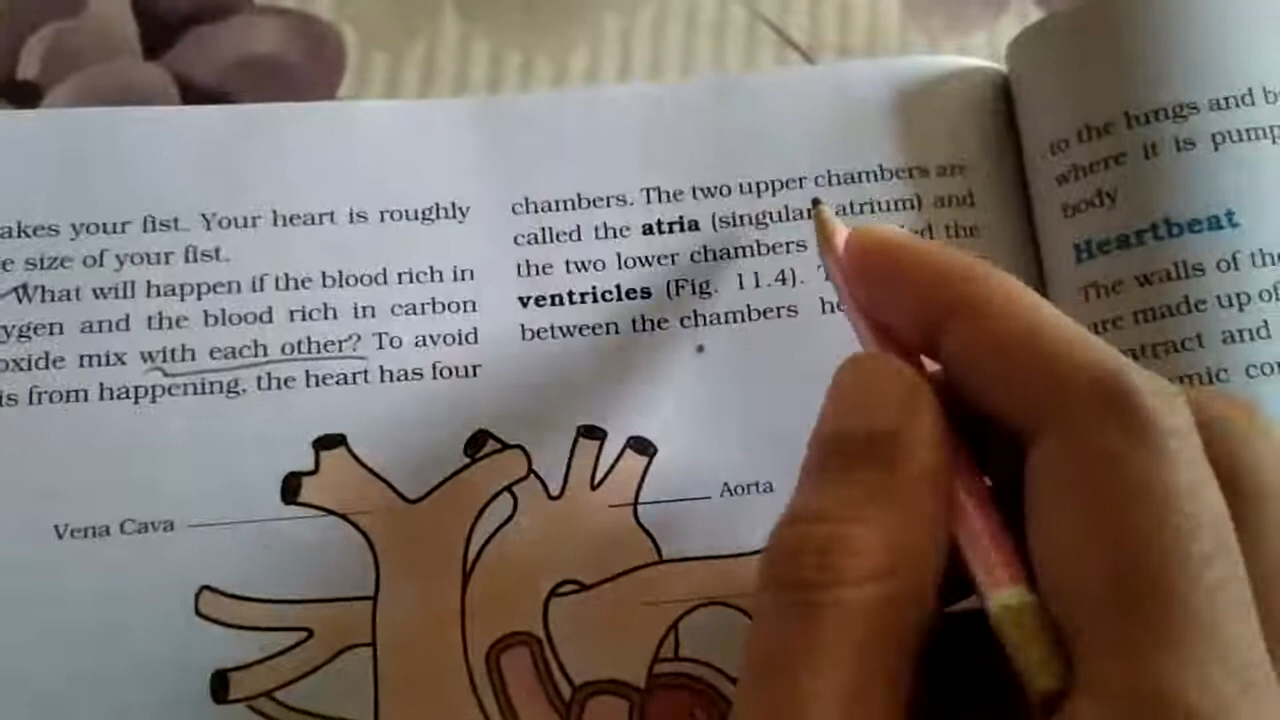 akes your fist. Your heart is roughly
e size of your fist.
What will happen if the blood rich in
ygen and the blood rich in carbon
oxide mix with each other? To avoid
is from happening, the heart has four
chambers. The two upper chambers are
called the atria (singular atrium) and
the two lower chambers the
ventricles (Fig. 11.4).
between the chambers
Vena Cava
Aorta
to the lungs and b
where it is pump
body
Heartbeat
The walls of the
are made up of
ntract and
mic con